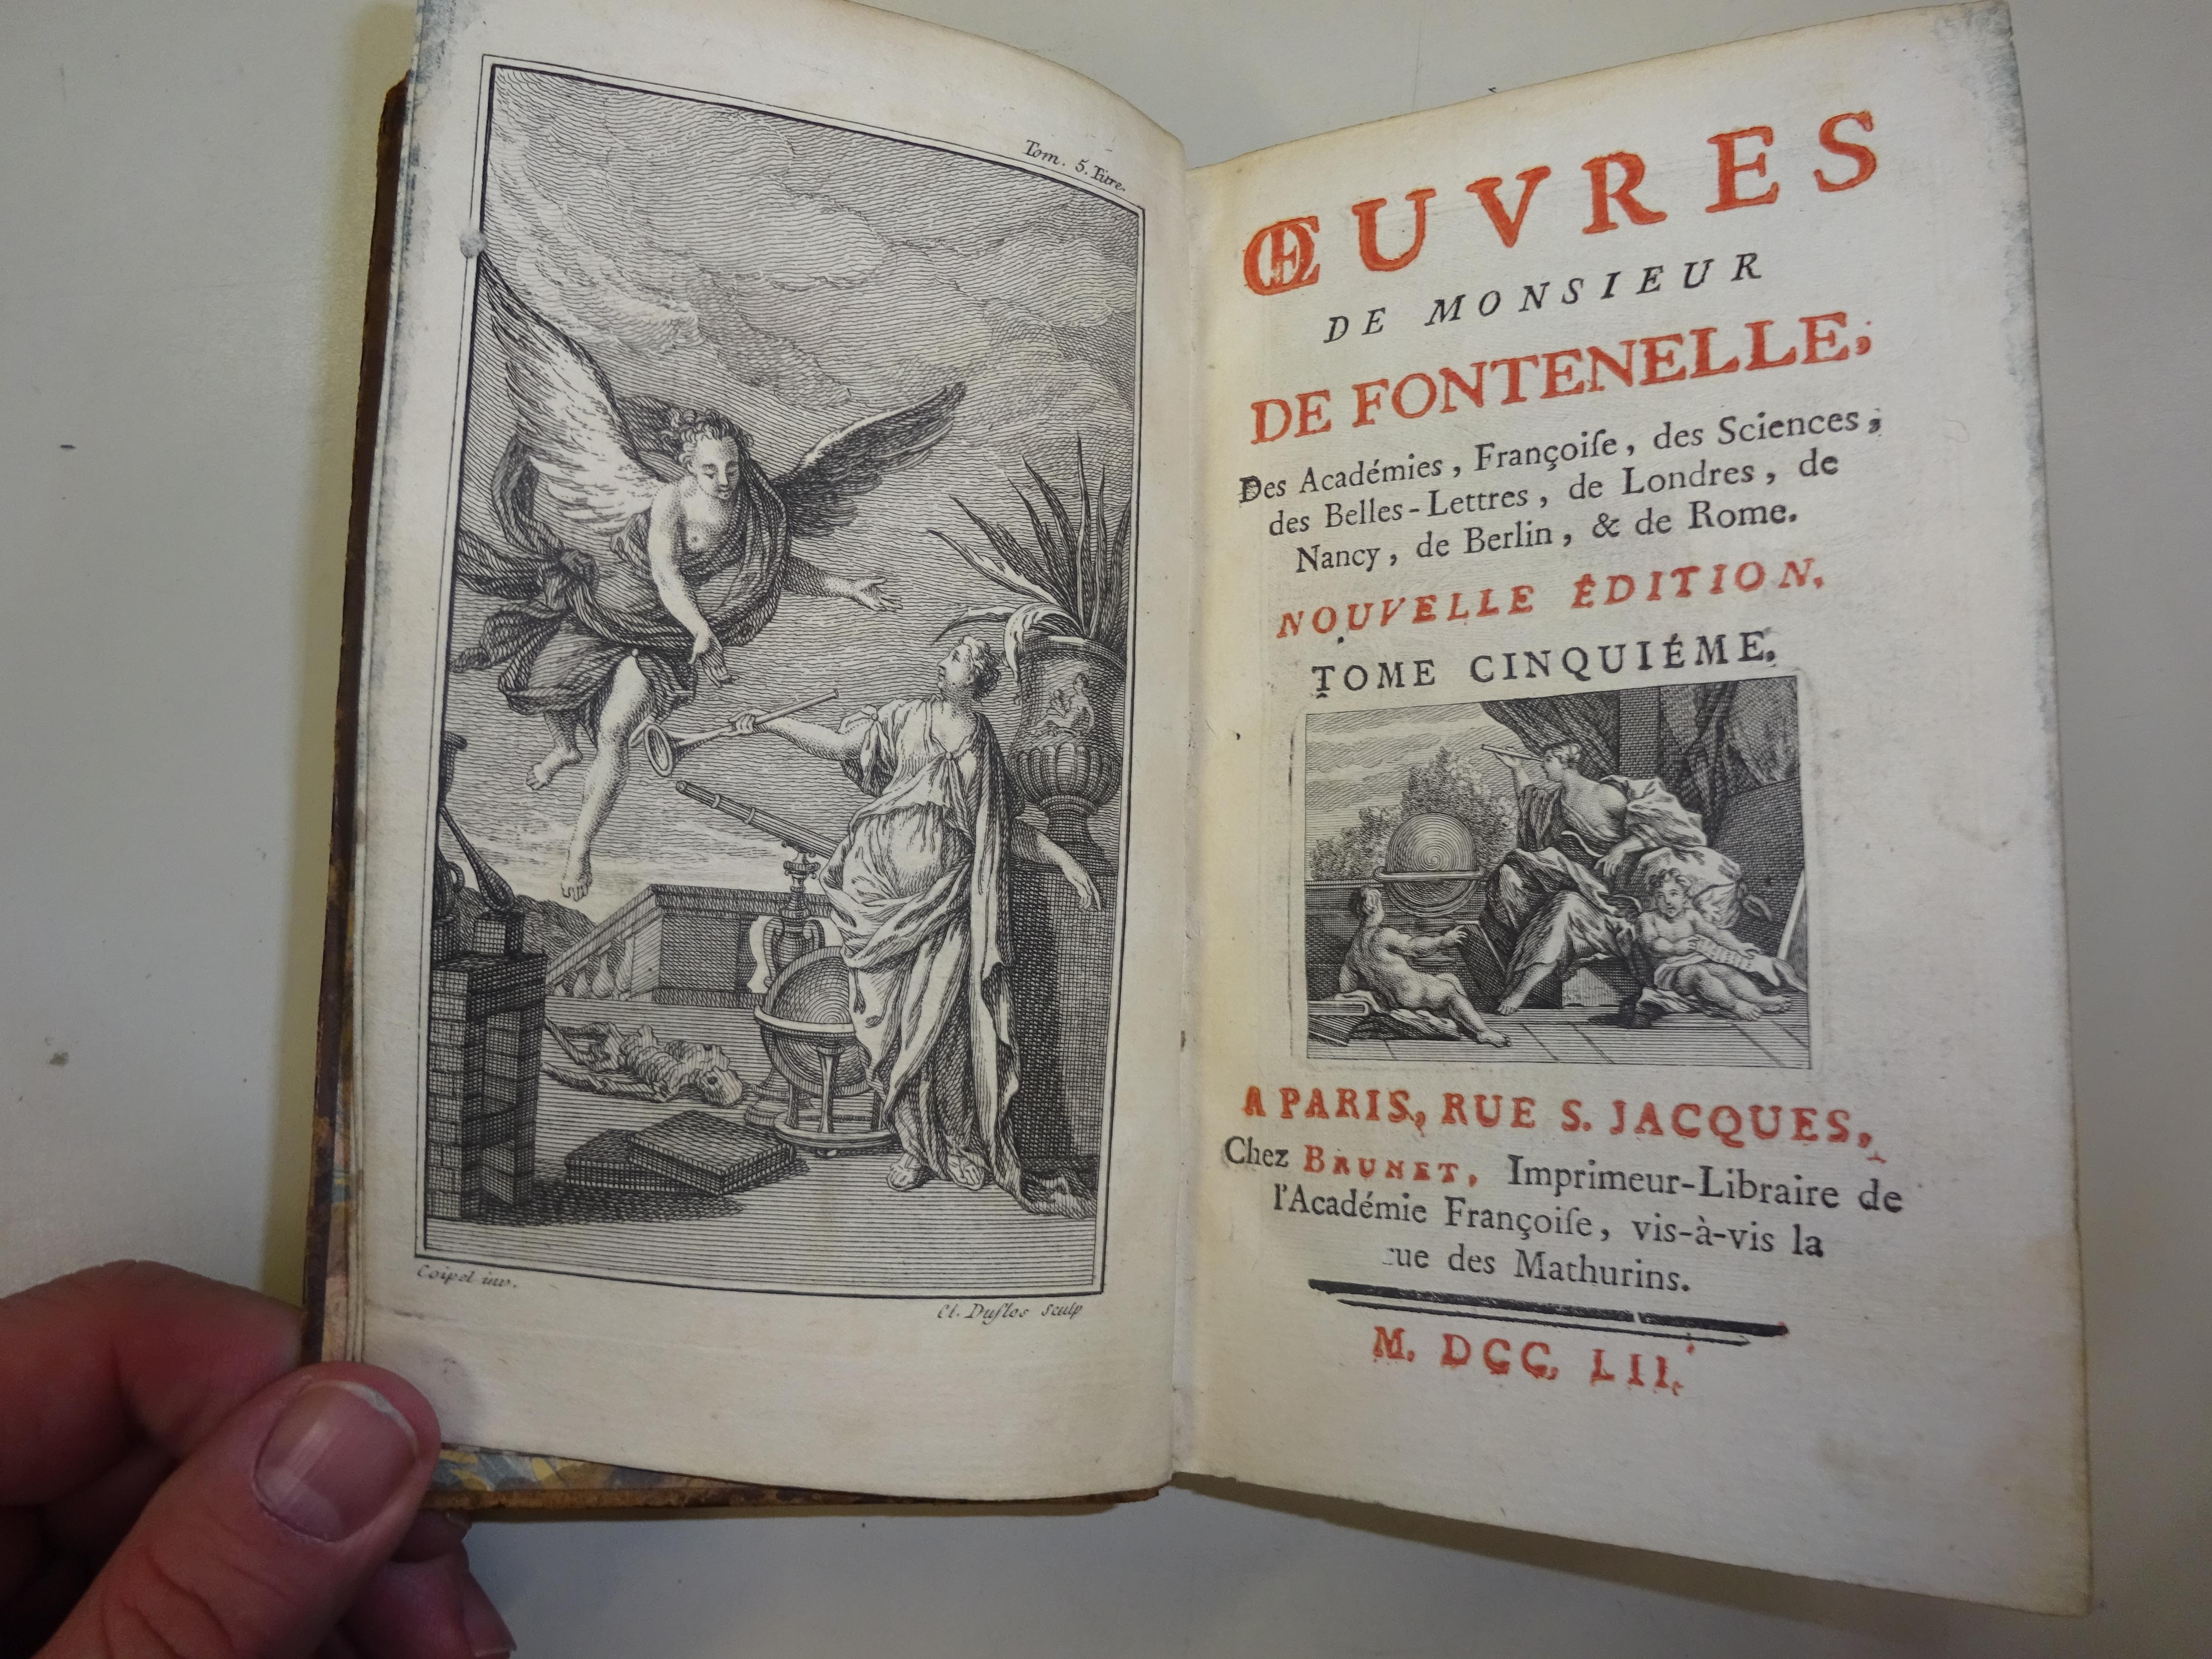 Tom. 5. Titre.
Coipel inv.
Cl. Duflos sculp
ŒUVRES
DE MONSIEUR
DE FONTENELLE,
Des Académies, Françoiſe, des Sciences,
des Belles-Lettres, de Londres, de
Nancy, de Berlin, & de Rome.
NOUVELLE ÉDITION.
TOME CINQUIÉME.
A PARIS, RUE S. JACQUES,
Chez BRUNET, Imprimeur-Libraire de
l'Académie Françoiſe, vis-à-vis la
rue des Mathurins.
M. DCC. LII.